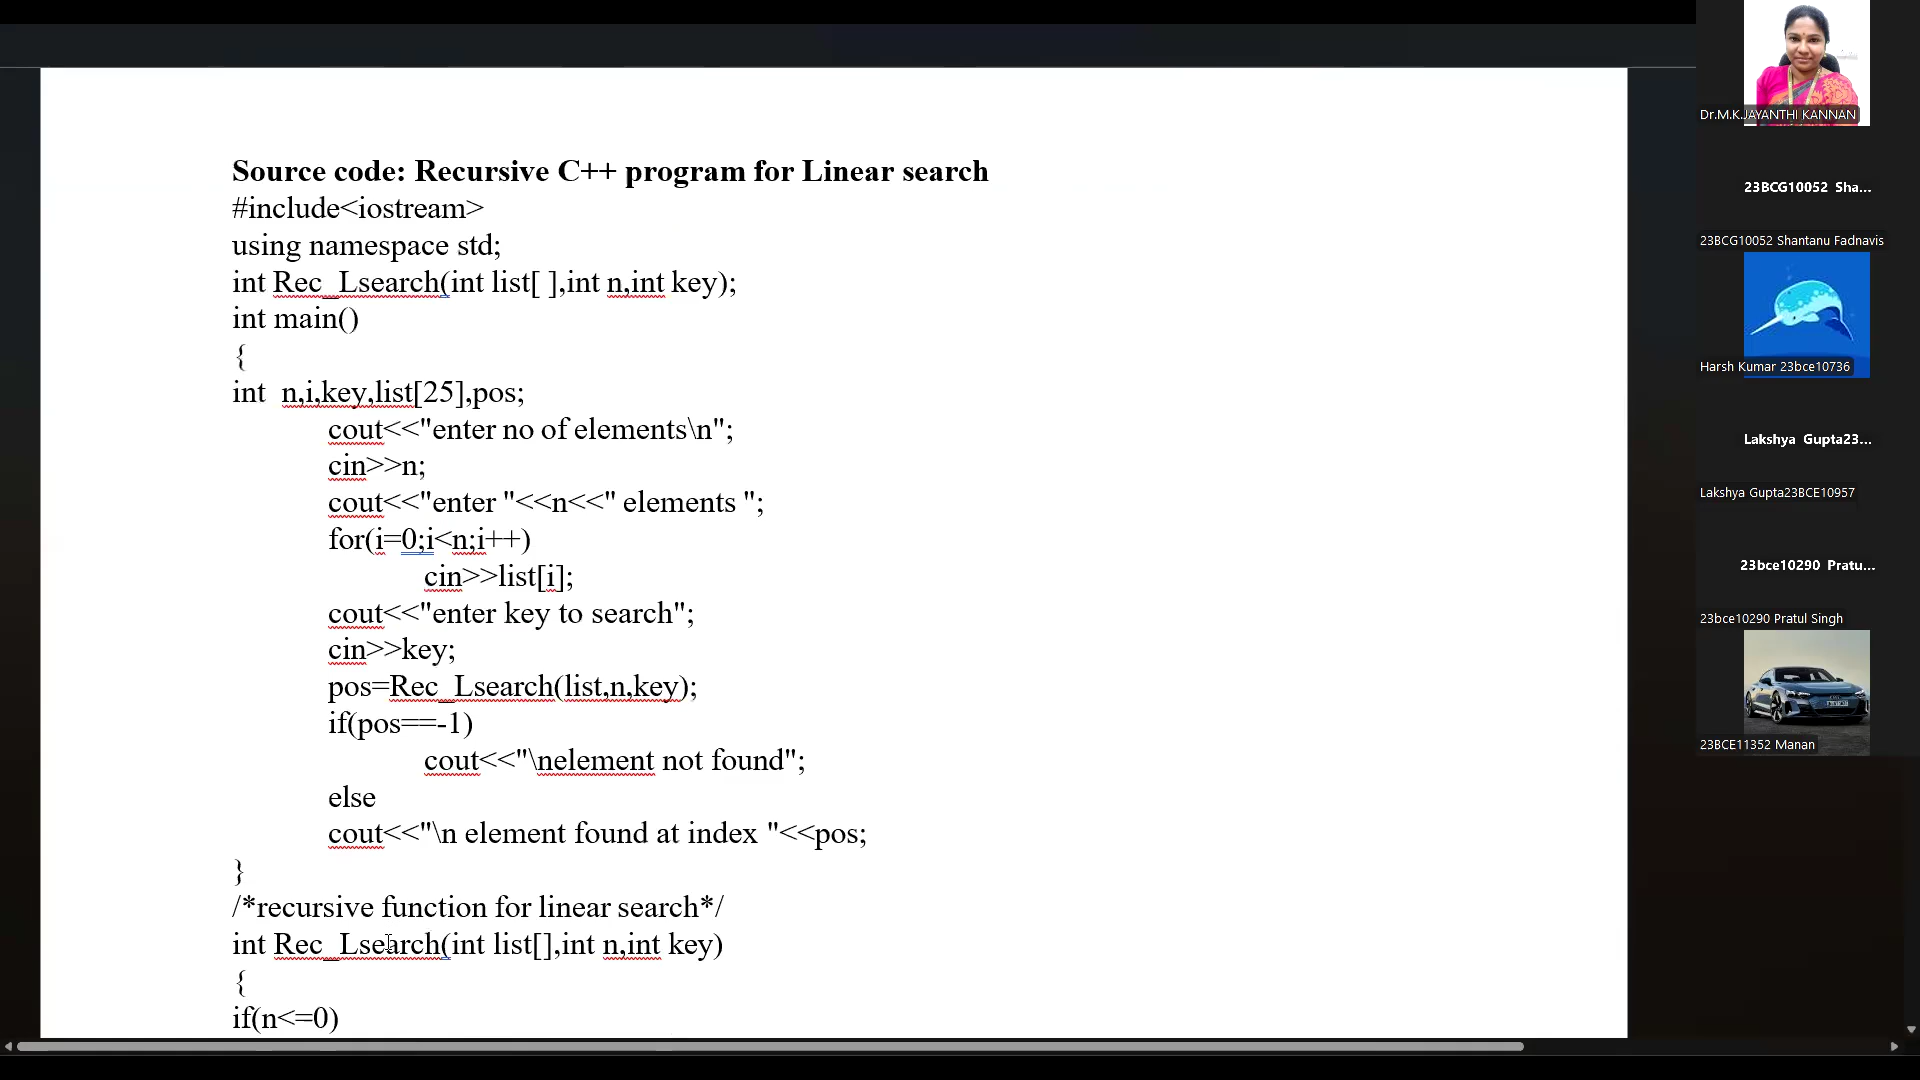 Source code: Recursive C++ program for Linear search
#include<iostream>
using namespace std;
int Rec_Lsearch(int list[ ],int n,int key);
int main()
{
int  n,i,key,list[25],pos;
cout<<"enter no of elements\n";
cin>>n;
cout<<"enter "<<n<<" elements ";
for(i=0;i<n;i++)
cin>>list[i];
cout<<"enter key to search";
cin>>key;
pos=Rec_Lsearch(list,n,key);
if(pos==-1)
cout<<"\nelement not found";
else
cout<<"\n element found at index "<<pos;
}
/*recursive function for linear search*/
int Rec_Lsearch(int list[],int n,int key)
{
if(n<=0)
Dr.M.K.JAYANTHI KANNAN
23BCG10052 Sha...
23BCG10052 Shantanu Fadnavis
Harsh Kumar 23bce10736
Lakshya Gupta23...
Lakshya Gupta23BCE10957
23bce10290 Pratu...
23bce10290 Pratul Singh
23BCE11352 Manan